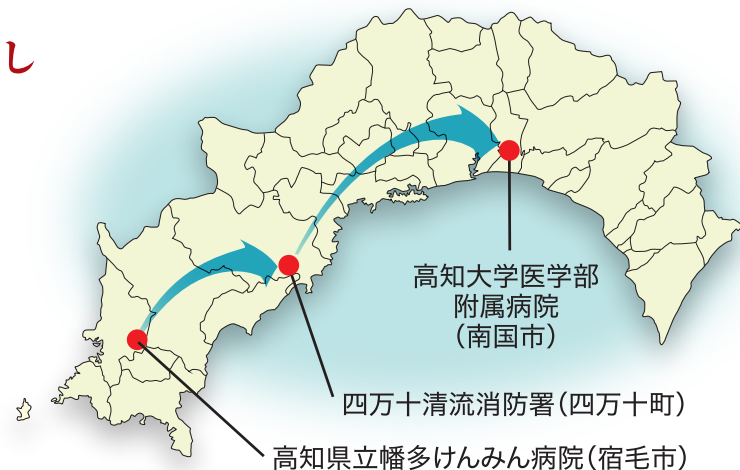 し
高知大学医学部
附属病院
（南国市）
四万十清流消防署（四万十町）
高知県立幡多けんみん病院（宿毛市）